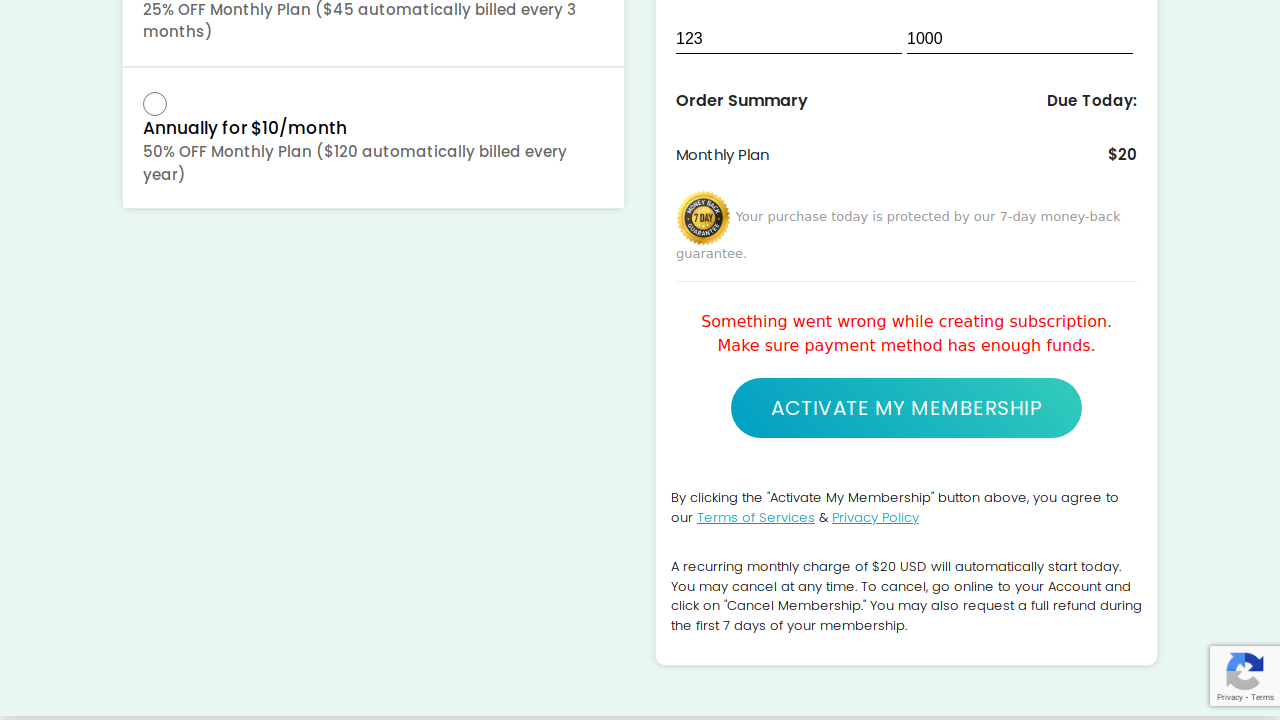 25% OFF Monthly Plan ($45 automatically billed every 3
months)
Annually for $10/month
50% OFF Monthly Plan ($120 automatically billed every
year)
123 1000
Order Summary Due Today:
Monthly Plan $20
MONEY BACK
7 DAY
GUARANTEE
Your purchase today is protected by our 7-day money-back
guarantee.
Something went wrong while creating subscription.
Make sure payment method has enough funds.
ACTIVATE MY MEMBERSHIP
By clicking the "Activate My Membership" button above, you agree to
our Terms of Services & Privacy Policy
A recurring monthly charge of $20 USD will automatically start today.
You may cancel at any time. To cancel, go online to your Account and
click on "Cancel Membership." You may also request a full refund during
the first 7 days of your membership.
Privacy - Terms